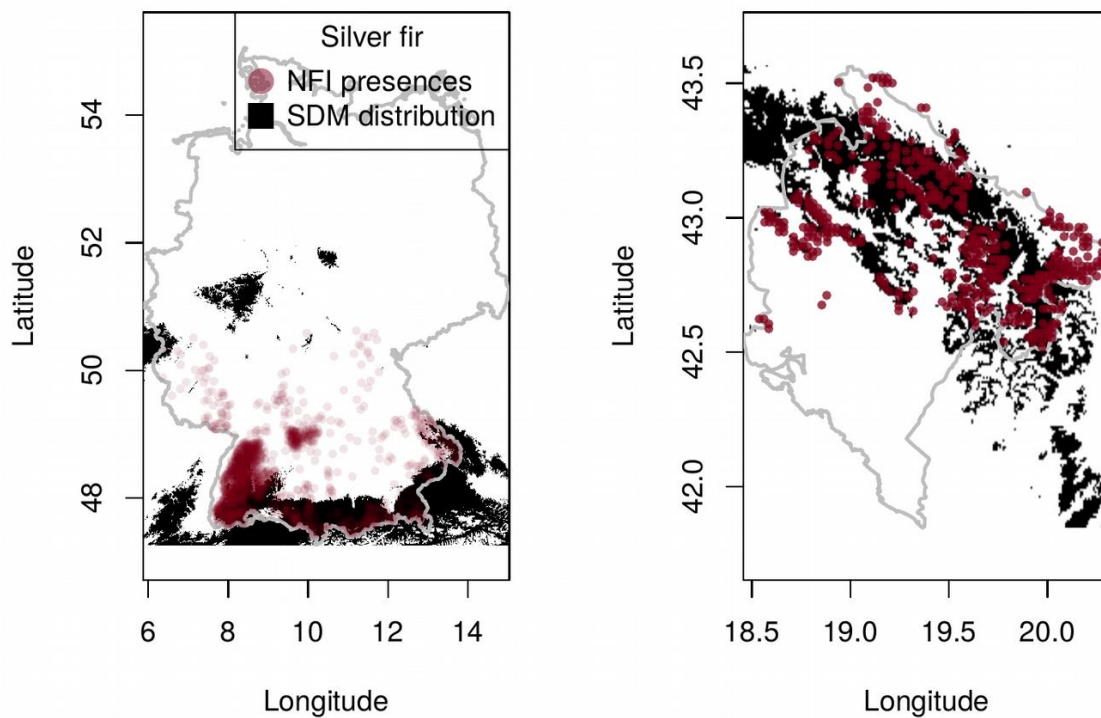 Silver fir
NFI presences
SDM distribution
Latitude
54
52
50
48
6 8 10 12 14
Longitude
Latitude
43.5
43.0
42.5
42.0
18.5 19.0 19.5 20.0
Longitude